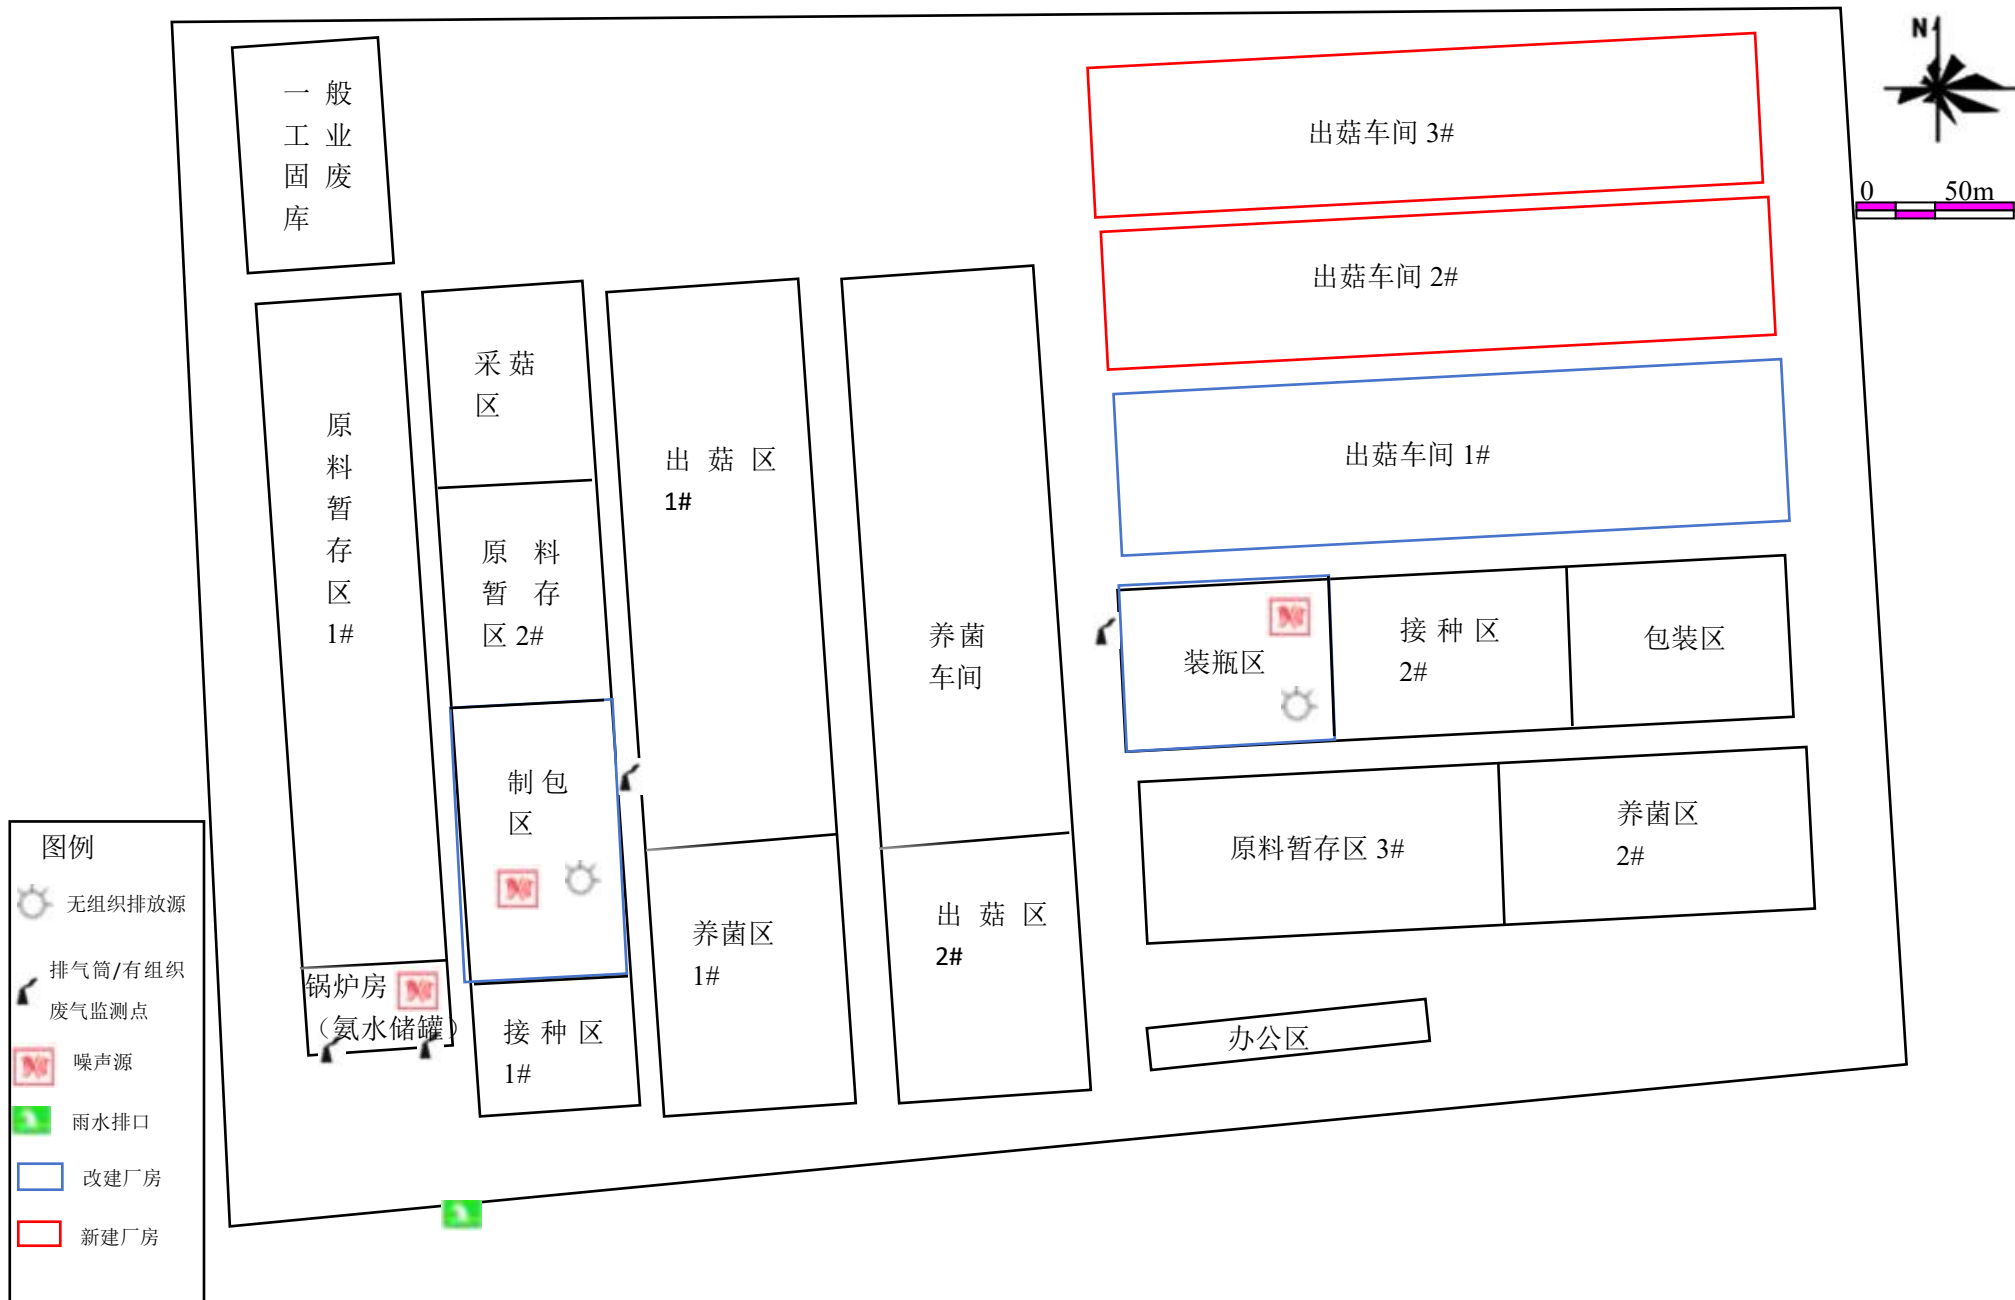 一般
工业
固废
库
原
料
暂
存
区
1#
锅炉房
（氨水储罐）
采菇
区
原料
暂存
区 2#
制包
区
接种区
1#
出菇区
1#
养菌区
1#
养菌
车间
出菇区
2#
出菇车间 3#
出菇车间 2#
出菇车间 1#
装瓶区
接种区
2#
包装区
原料暂存区 3#
养菌区
2#
办公区
N
0 50m
图例
无组织排放源
排气筒/有组织
废气监测点
噪声源
雨水排口
改建厂房
新建厂房